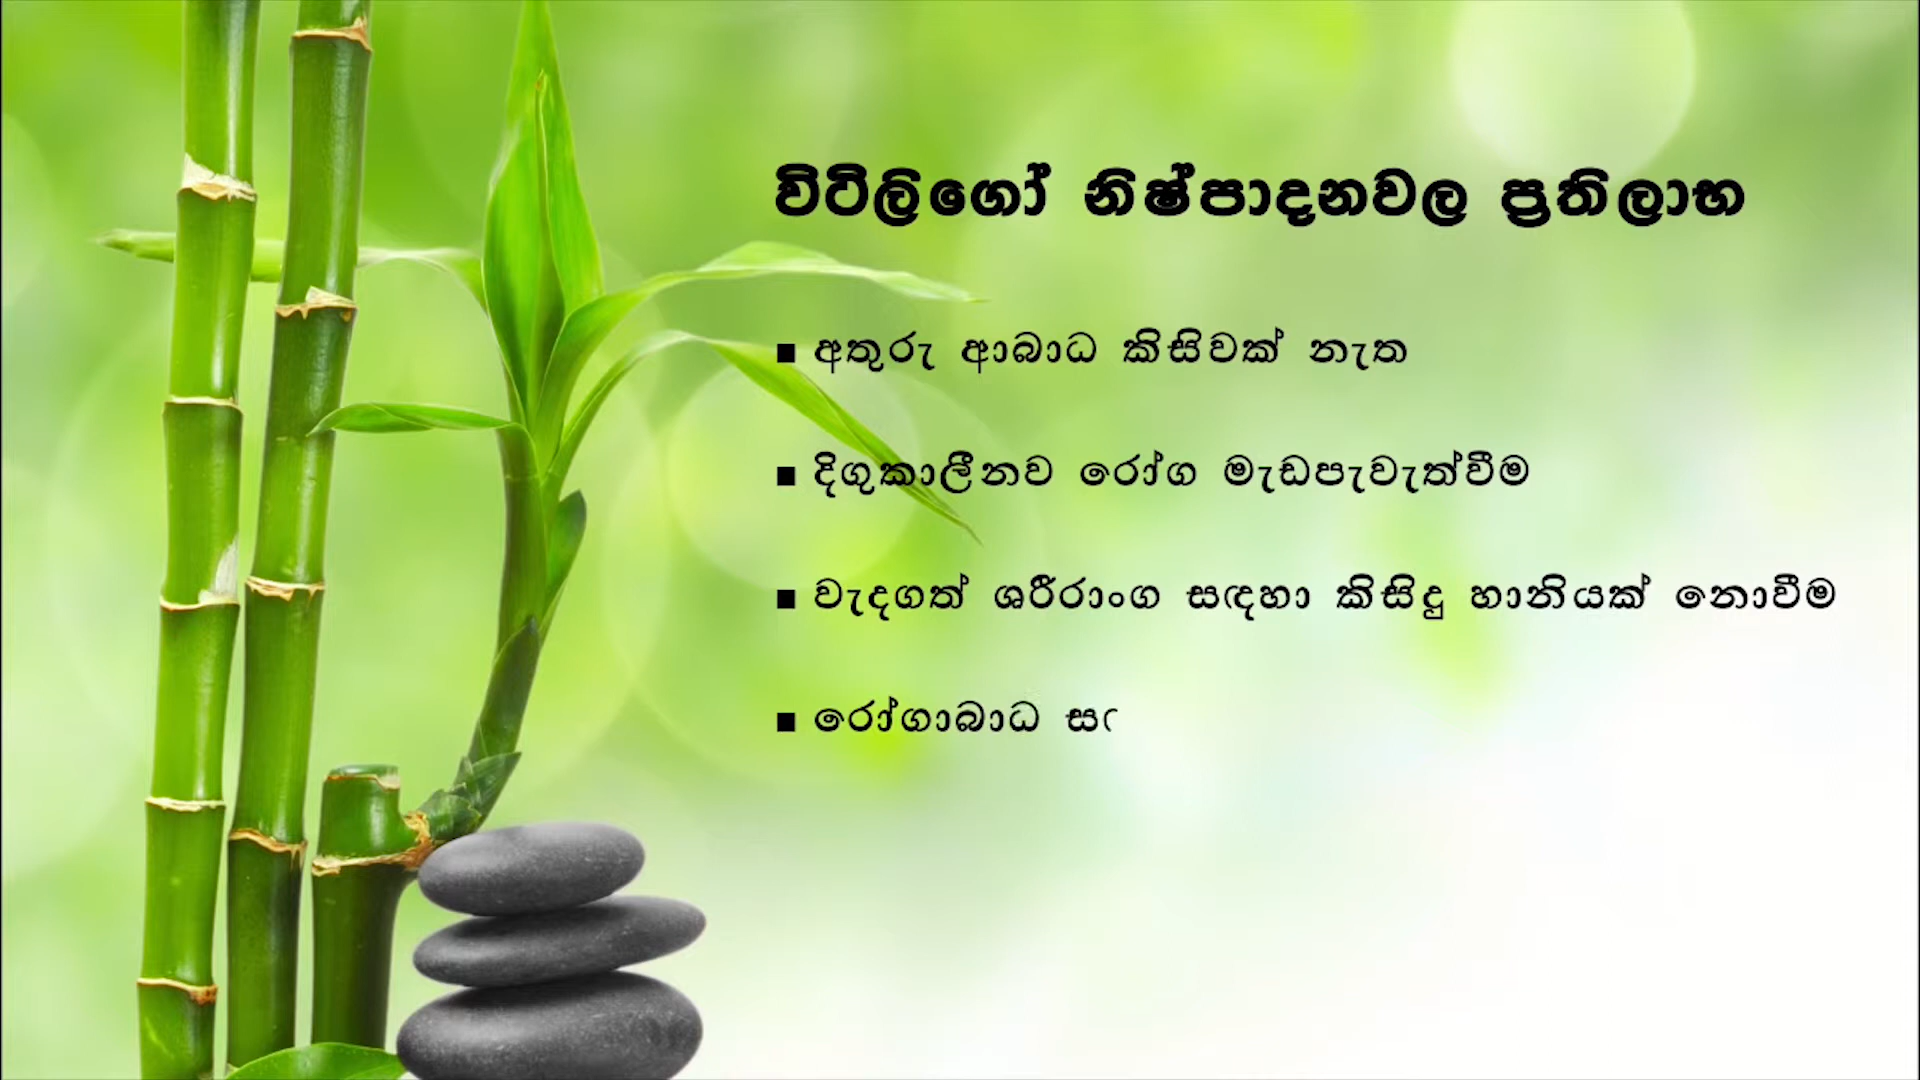 විටිලිගෝ නිෂ්පාදනවල ප්‍රතිලාභ
▪ අතුරු ආබාධ කිසිවක් නැත
▪ දිගුකාලීනව රෝග මැඩපැවැත්වීම
▪ වැදගත් ශරීරාංග සඳහා කිසිදු හානියක් නොවීම
▪ රෝගාබාධ